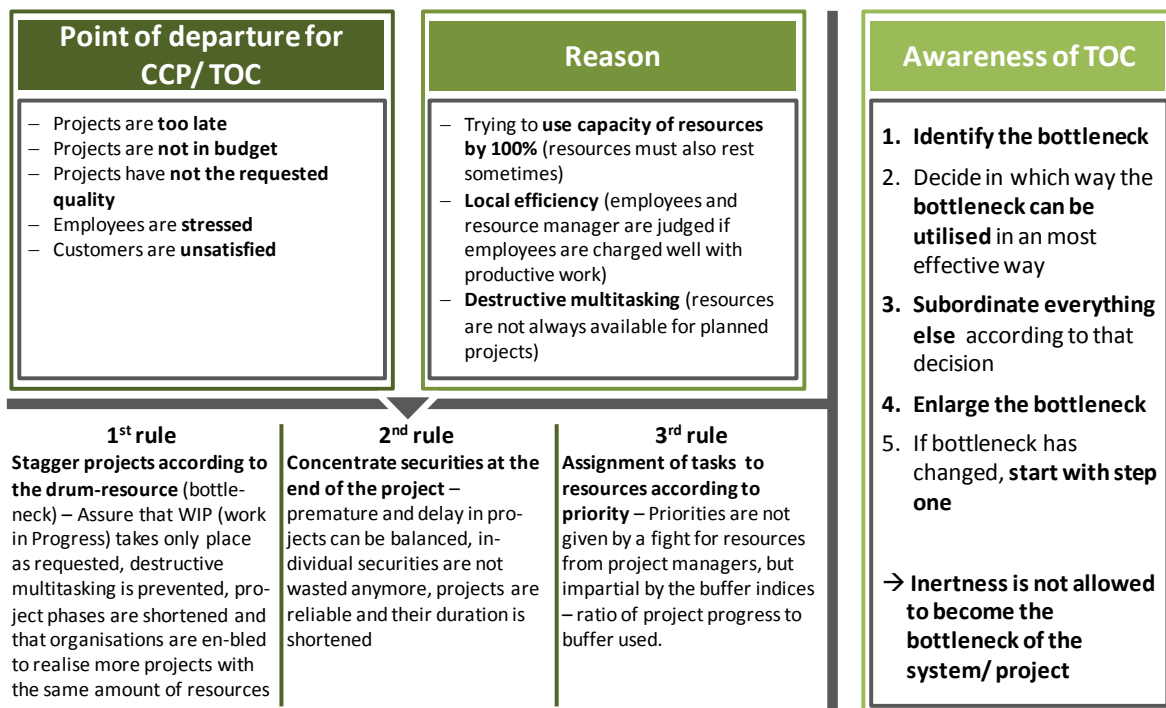 Point of departure for
CCP/ TOC
– Projects are too late
– Projects are not in budget
– Projects have not the requested
quality
– Employees are stressed
– Customers are unsatisfied
Reason
– Trying to use capacity of resources
by 100% (resources must also rest
sometimes)
– Local efficiency (employees and
resource manager are judged if
employees are charged well with
productive work)
– Destructive multitasking (resources
are not always available for planned
projects)
1st rule
Stagger projects according to
the drum-resource (bottle-
neck) – Assure that WIP (work
in Progress) takes only place
as requested, destructive
multitasking is prevented, pro-
ject phases are shortened and
that organisations are en-bled
to realise more projects with
the same amount of resources
2nd rule
Concentrate securities at the
end of the project –
premature and delay in pro-
jects can be balanced, in-
dividual securities are not
wasted anymore, projects are
reliable and their duration is
shortened
3rd rule
Assignment of tasks to
resources according to
priority – Priorities are not
given by a fight for resources
from project managers, but
impartial by the buffer indices
– ratio of project progress to
buffer used.
Awareness of TOC
1. Identify the bottleneck
2. Decide in which way the
bottleneck can be
utilised in an most
effective way
3. Subordinate everything
else according to that
decision
4. Enlarge the bottleneck
5. If bottleneck has
changed, start with step
one
→ Inertness is not allowed
to become the
bottleneck of the
system/ project